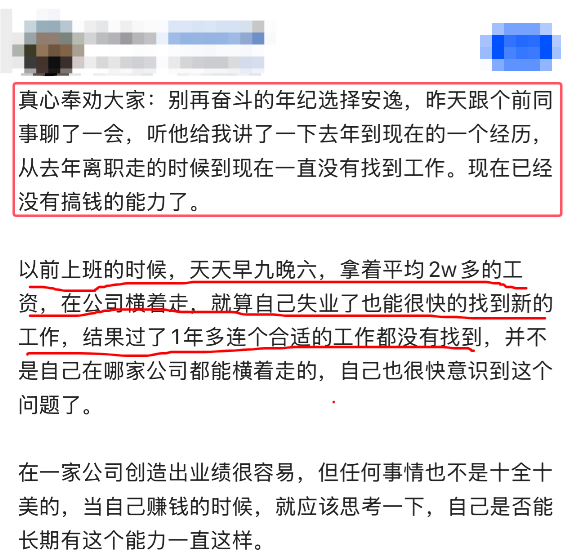 真心奉劝大家：别再奋斗的年纪选择安逸，昨天跟个前同
事聊了一会，听他给我讲了一下去年到现在的一个经历，
从去年离职走的时候到现在一直没有找到工作。现在已经
没有搞钱的能力了。
以前上班的时候，天天早九晚六，拿着平均2w多的工
资，在公司横着走，就算自己失业了也能很快的找到新的
工作，结果过了1年多连个合适的工作都没有找到，并不
是自己在哪家公司都能横着走的，自己也很快意识到这个
问题了。
在一家公司创造出业绩很容易，但任何事情也不是十全十
美的，当自己赚钱的时候，就应该思考一下，自己是否能
长期有这个能力一直这样。